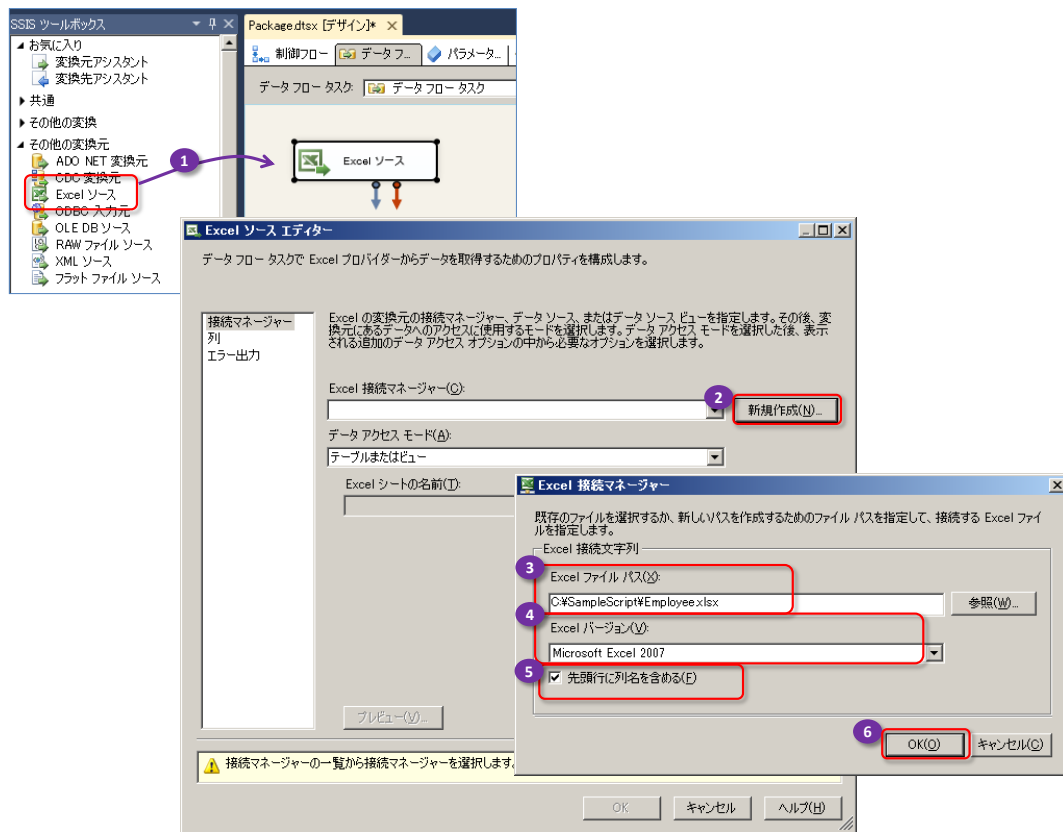 SSIS ツールボックス
お気に入り
変換元アシスタント
変換先アシスタント
共通
その他の変換
その他の変換元
ADO NET 変換元
CDC 変換元
Excel ソース
ODBC 入力元
OLE DB ソース
RAW ファイル ソース
XML ソース
フラット ファイル ソース
1
Package.dtsx [デザイン]*
制御フロー
データ フ...
パラメータ...
データ フロー タスク:
データ フロー タスク
Excel ソース
Excel ソース エディター
データ フロー タスクで Excel プロバイダーからデータを取得するためのプロパティを構成します。
接続マネージャー
列
エラー出力
Excel の変換元の接続マネージャー、データ ソース、またはデータ ソース ビューを指定します。その後、変
換元にあるデータへのアクセスに使用するモードを選択します。データ アクセス モードを選択した後、表示
される追加のデータ アクセス オプションの中から必要なオプションを選択します。
Excel 接続マネージャー(C):
2
新規作成(N)...
データ アクセス モード(A):
テーブルまたはビュー
Excel シートの名前(T):
プレビュー(V)...
接続マネージャーの一覧から接続マネージャーを選択します。
OK
キャンセル
ヘルプ(H)
Excel 接続マネージャー
既存のファイルを選択するか、新しいパスを作成するためのファイル パスを指定して、接続する Excel ファイ
ルを指定します。
Excel 接続文字列
3
Excel ファイル パス(X):
C:¥SampleScript¥Employee.xlsx
参照(W)...
4
Excel バージョン(V):
Microsoft Excel 2007
5
先頭行に列名を含める(F)
6
OK(O)
キャンセル(C)